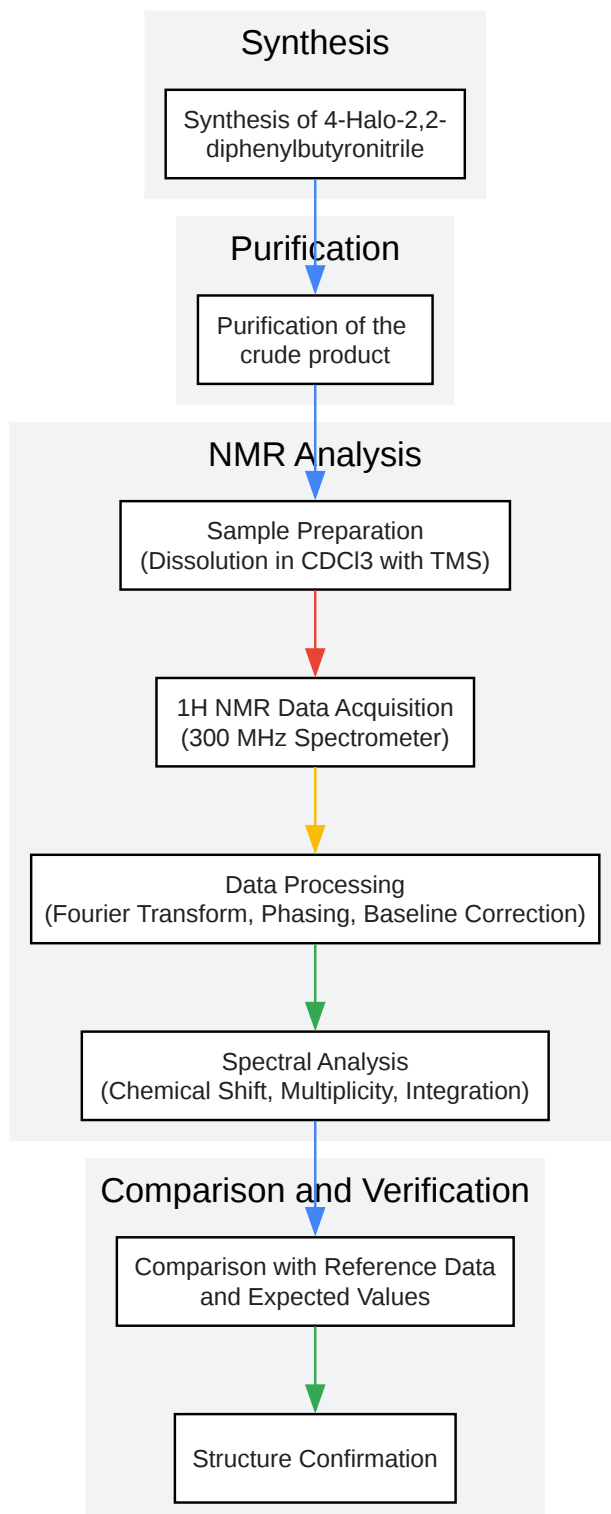 Synthesis
Synthesis of 4-Halo-2,2-
diphenylbutyronitrile
Purification
Purification of the
crude product
NMR Analysis
Sample Preparation
(Dissolution in CDCl3 with TMS)
1H NMR Data Acquisition
(300 MHz Spectrometer)
Data Processing
(Fourier Transform, Phasing, Baseline Correction)
Spectral Analysis
(Chemical Shift, Multiplicity, Integration)
Comparison and Verification
Comparison with Reference Data
and Expected Values
Structure Confirmation